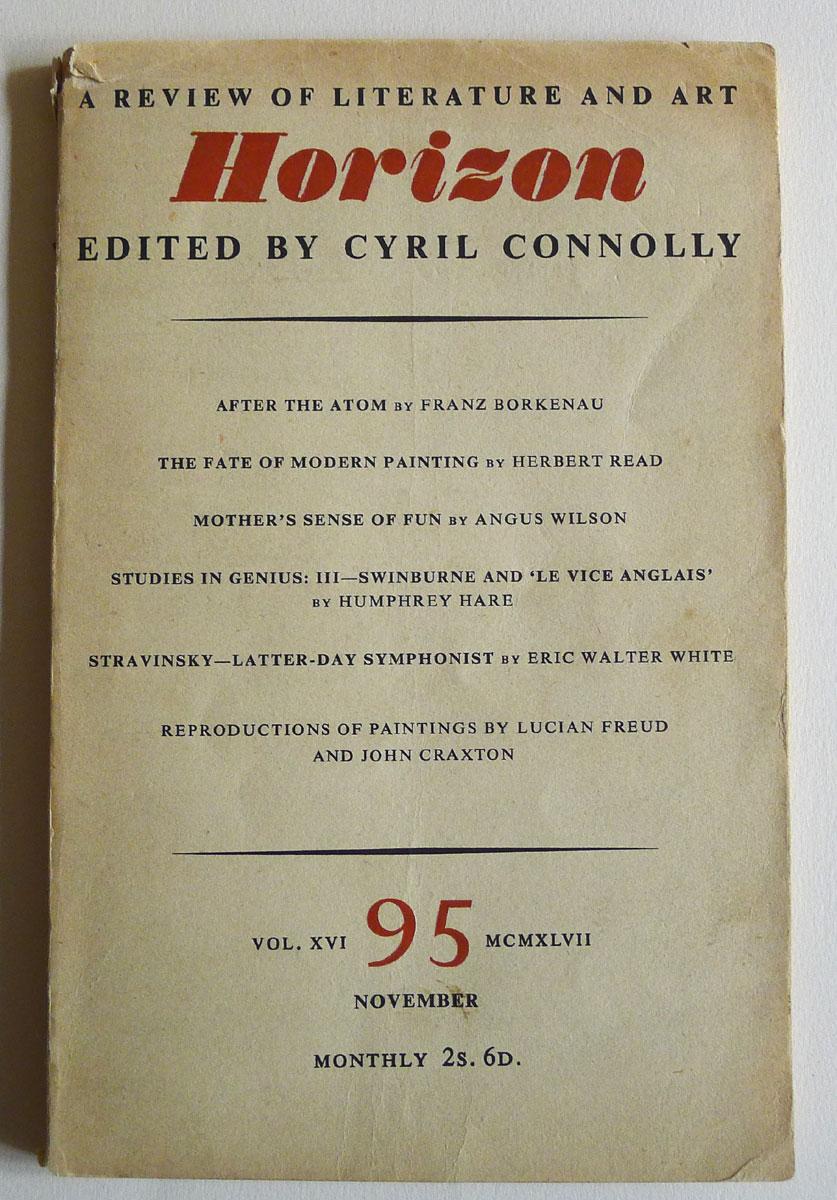 A REVIEW OF LITERATURE AND ART
Horizon
EDITED BY CYRIL CONNOLLY
AFTER THE ATOM BY FRANZ BORKENAU
THE FATE OF MODERN PAINTING BY HERBERT READ
MOTHER'S SENSE OF FUN BY ANGUS WILSON
STUDIES IN GENIUS: III—SWINBURNE AND 'LE VICE ANGLAIS'
BY HUMPHREY HARE
STRAVINSKY—LATTER-DAY SYMPHONIST BY ERIC WALTER WHITE
REPRODUCTIONS OF PAINTINGS BY LUCIAN FREUD
AND JOHN CRAXTON
VOL. XVI 95 MCMXLVII
NOVEMBER
MONTHLY 2S. 6D.